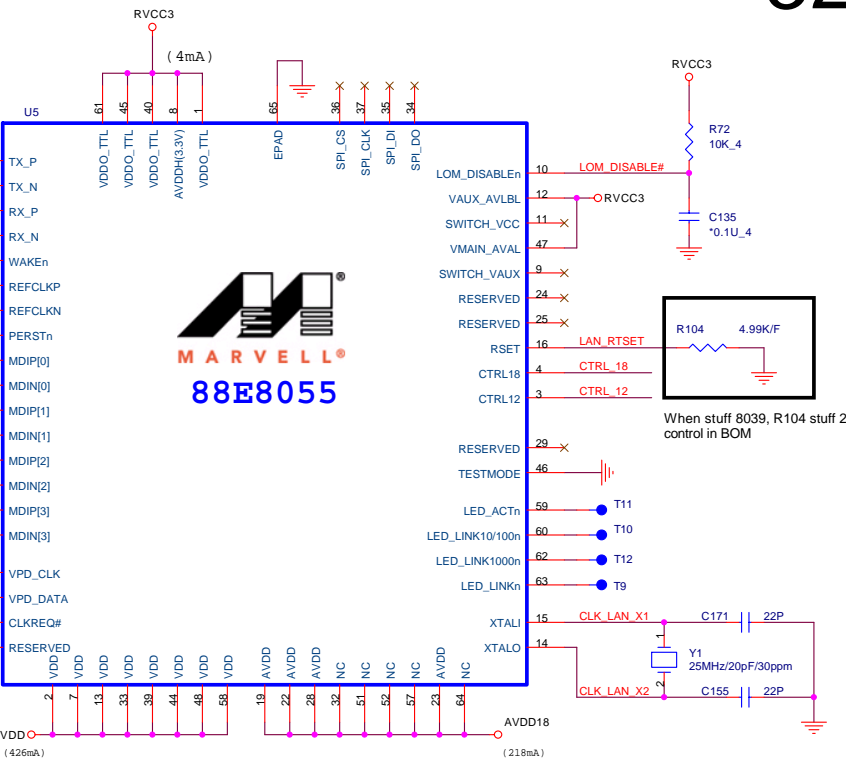 RVCC3
(4mA)
RVCC3
U5
61
45
40
8
1
65
36
37
35
34
VDDO_TTL
VDDO_TTL
VDDO_TTL
AVDDH(3.3V)
VDDO_TTL
EPAD
SPI_CS
SPI_CLK
SPI_DI
SPI_DO
R72
10K_4
TX_P
TX_N
RX_P
RX_N
WAKEn
REFCLKP
REFCLKN
PERSTn
MDIP[0]
MDIN[0]
MDIP[1]
MDIN[1]
MDIP[2]
MDIN[2]
MDIP[3]
MDIN[3]
VPD_CLK
VPD_DATA
CLKREQ#
RESERVED
MARVELL®
®
88E8055
LOM_DISABLEn 10 LOM_DISABLE#
VAUX_AVLBL 12 RVCC3
SWITCH_VCC 11
VMAIN_AVAL 47
SWITCH_VAUX 9
RESERVED 24
RESERVED 25
RSET 16 LAN_RTSET
CTRL18 4 CTRL_18
CTRL12 3 CTRL_12
RESERVED 29
TESTMODE 46
LED_ACTn 59 T11
LED_LINK10/100n 60 T10
LED_LINK1000n 62 T12
LED_LINKn 63 T9
XTALI 15 CLK_LAN_X1
XTALO 14 CLK_LAN_X2
C135
*0.1U_4
R104 4.99K/F
When stuff 8039, R104 stuff 2
control in BOM
C171 22P
1
Y1
25MHz/20pF/30ppm
2
C155 22P
VDD
VDD
VDD
VDD
VDD
VDD
VDD
VDD
AVDD
AVDD
AVDD
NC
NC
NC
NC
AVDD
NC
2
7
13
33
39
44
48
58
19
22
28
32
51
52
57
23
64
VDD
(426mA)
AVDD18
(218mA)